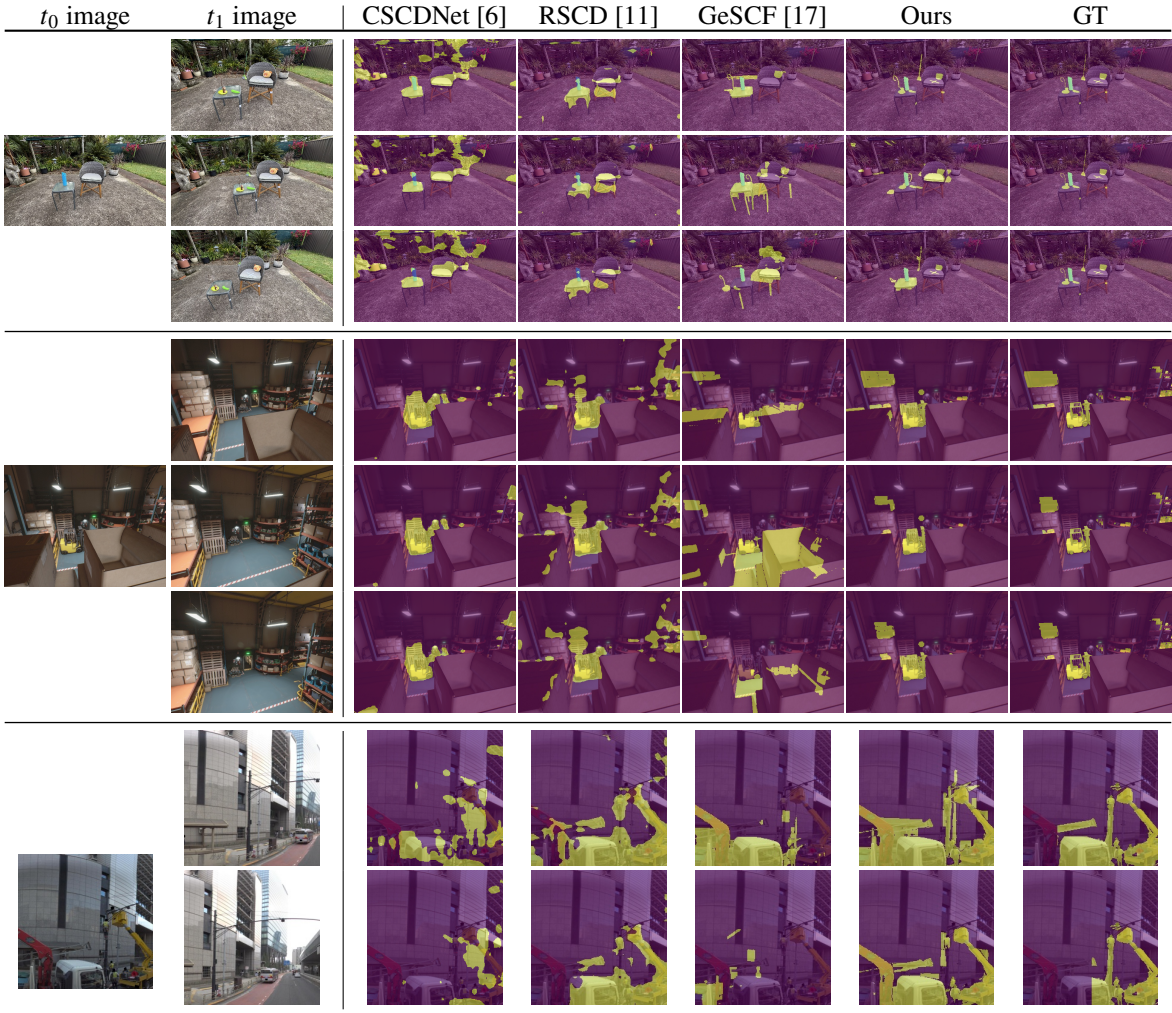 t₀ image t₁ image CSCDNet [6] RSCD [11] GeSCF [17] Ours GT